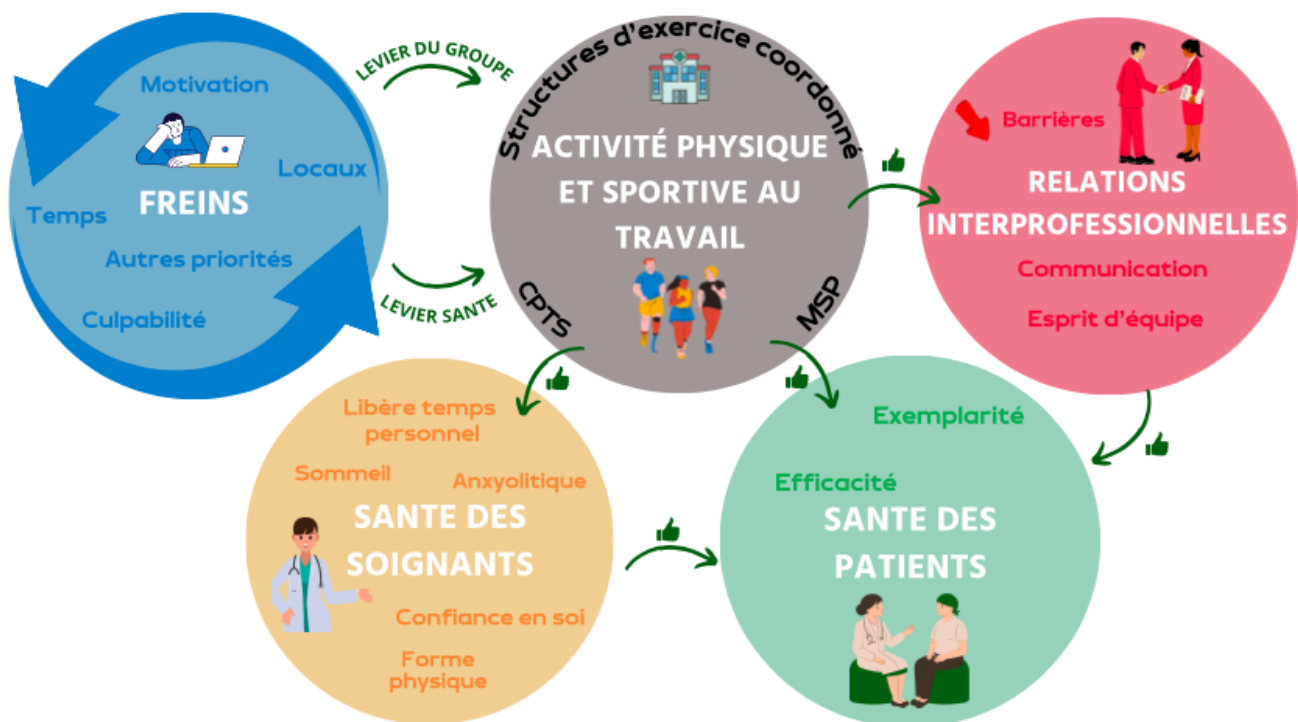 Motivation
Locaux
FREINS
Temps
Autres priorités
Culpabilité
LEVIER DU GROUPE
LEVIER SANTE
Structures d'exercice coordonné
ACTIVITÉ PHYSIQUE
ET SPORTIVE AU
TRAVAIL
CPTS
MSP
Barrières
RELATIONS
INTERPROFESSIONNELLES
Communication
Esprit d'équipe
Libère temps
personnel
Sommeil
Anxyolitique
SANTE DES
SOIGNANTS
Confiance en soi
Forme
physique
Exemplarité
Efficacité
SANTE DES
PATIENTS